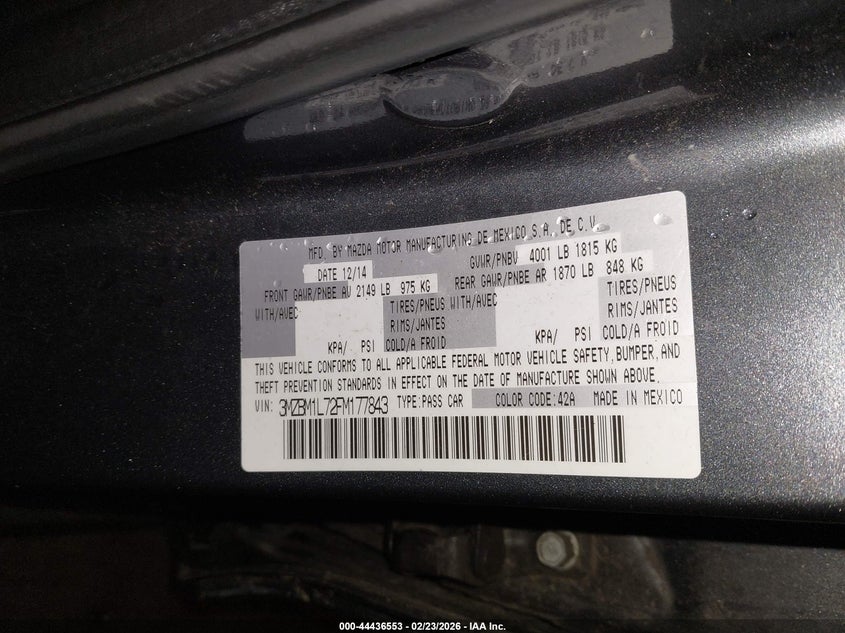 MFD. BY MAZDA MOTOR MANUFACTURING DE MEXICO S.A. DE C.V.
DATE 12/14 GVWR/PNBV 4001 LB 1815 KG
FRONT GAWR/PNBE AV 2149 LB 975 KG REAR GAWR/PNBE AR 1870 LB 848 KG
WITH/AVEC TIRES/PNEUS WITH/AVEC TIRES/PNEUS
RIMS/JANTES RIMS/JANTES
KPA/ PSI COLD/A FROID KPA/ PSI COLD/A FROID
THIS VEHICLE CONFORMS TO ALL APPLICABLE FEDERAL MOTOR VEHICLE SAFETY, BUMPER, AND
THEFT PREVENTION STANDARDS IN EFFECT ON THE DATE OF MANUFACTURE SHOWN ABOVE.
VIN: 3MZBM1L72FM177843 TYPE:PASS CAR COLOR CODE:42A MADE IN MEXICO
000-44436553 - 02/23/2026 - IAA Inc.